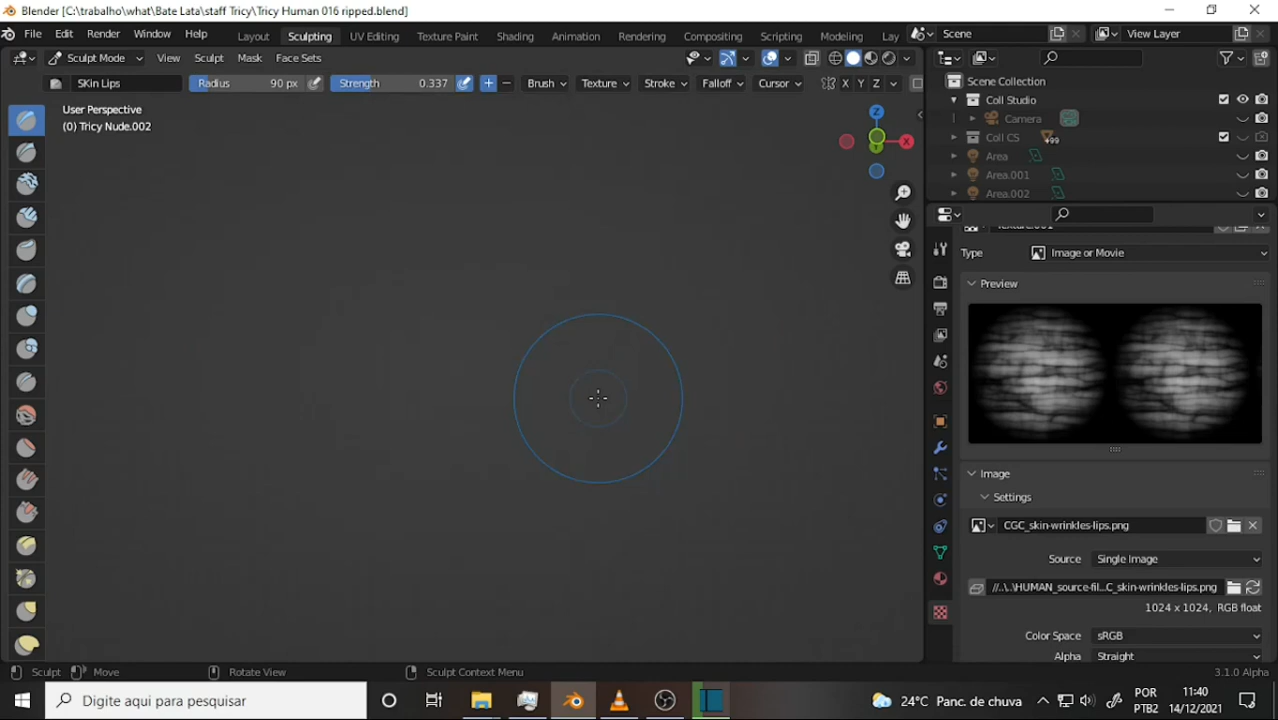 Blender [C:\trabalho\what\Bate Lata\staff Tricy\Tricy Human 016 ripped.blend]
File Edit Render Window Help Layout Sculpting UV Editing Texture Paint Shading Animation Rendering Compositing Scripting Modeling Lay Scene View Layer
Sculpt Mode View Sculpt Mask Face Sets
SKin Lips Radius 90 px Strength 0.337 Brush Texture Stroke Falloff Cursor X Y Z
User Perspective
(0) Tricy Nude.002
Z
X
Y
Scene Collection
Coll Studio
Camera
Coll CS +99
Area
Area.001
Area.002
Texture.001
Type Image or Movie
Preview
Image
Settings
CGC_skin-wrinkles-lips.png
Source Single Image
//..\..\HUMAN_source-fil...C_skin-wrinkles-lips.png
1024 x 1024, RGB float
Color Space sRGB
Alpha Straight
Sculpt Move Rotate View Sculpt Context Menu 3.1.0 Alpha
Digite aqui para pesquisar 24°C Panc. de chuva POR PTB2 11:40 14/12/2021